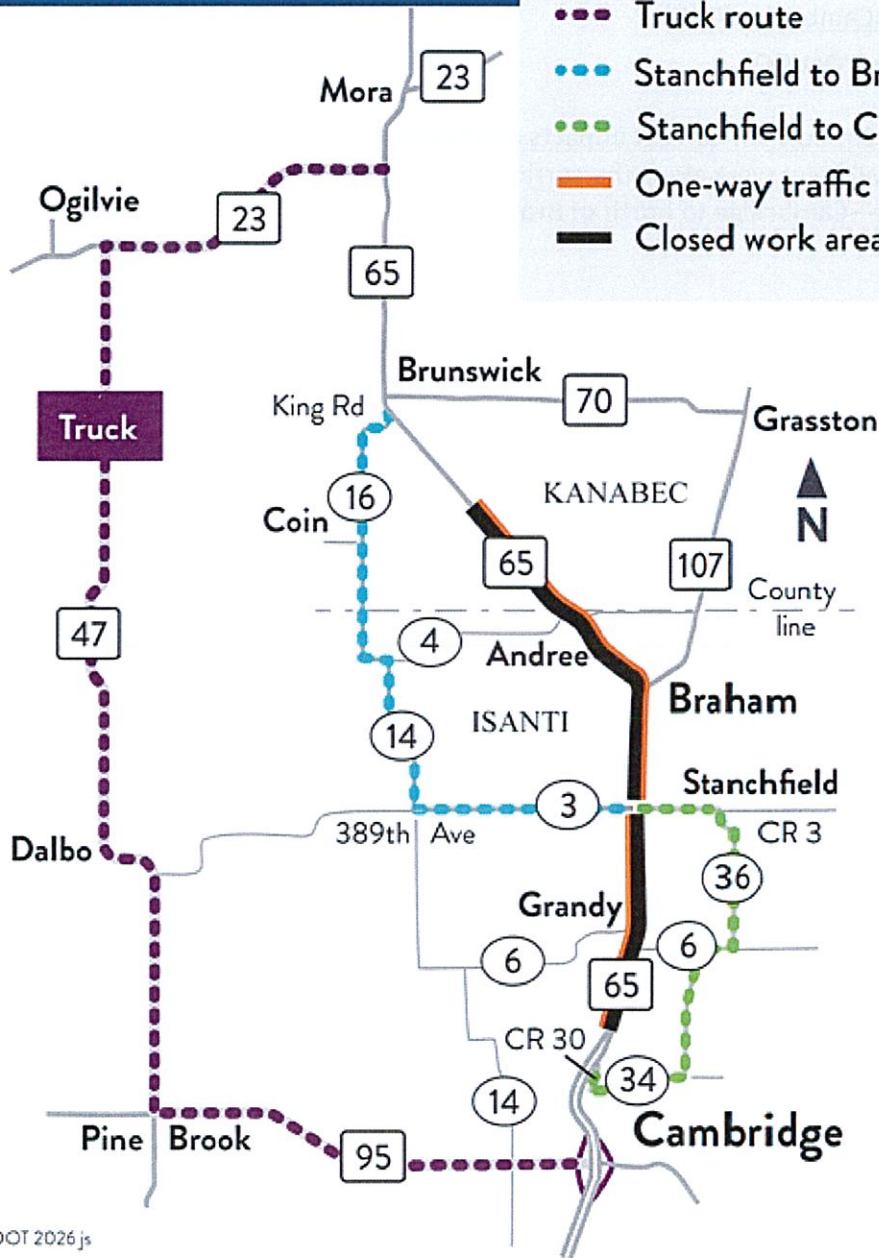 Truck route
Stanchfield to Br
Stanchfield to C
One-way traffic
Closed work area
Mora
23
Ogilvie
23
65
Brunswick
King Rd
70
Grasston
Truck
16
KANABEC
N
Coin
65
107
County
line
47
4
Andree
Braham
ISANTI
14
Stanchfield
3
389th Ave
CR 3
Dalbo
36
Grandy
6
6
65
CR 30
34
14
Cambridge
Pine Brook
95
OT 2026 js